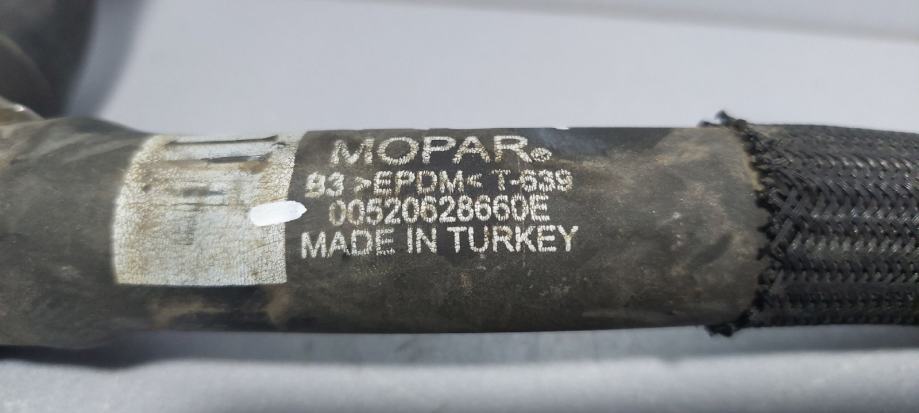 MOPAR®
B3 >EPDM< T-639
00520628660E
MADE IN TURKEY